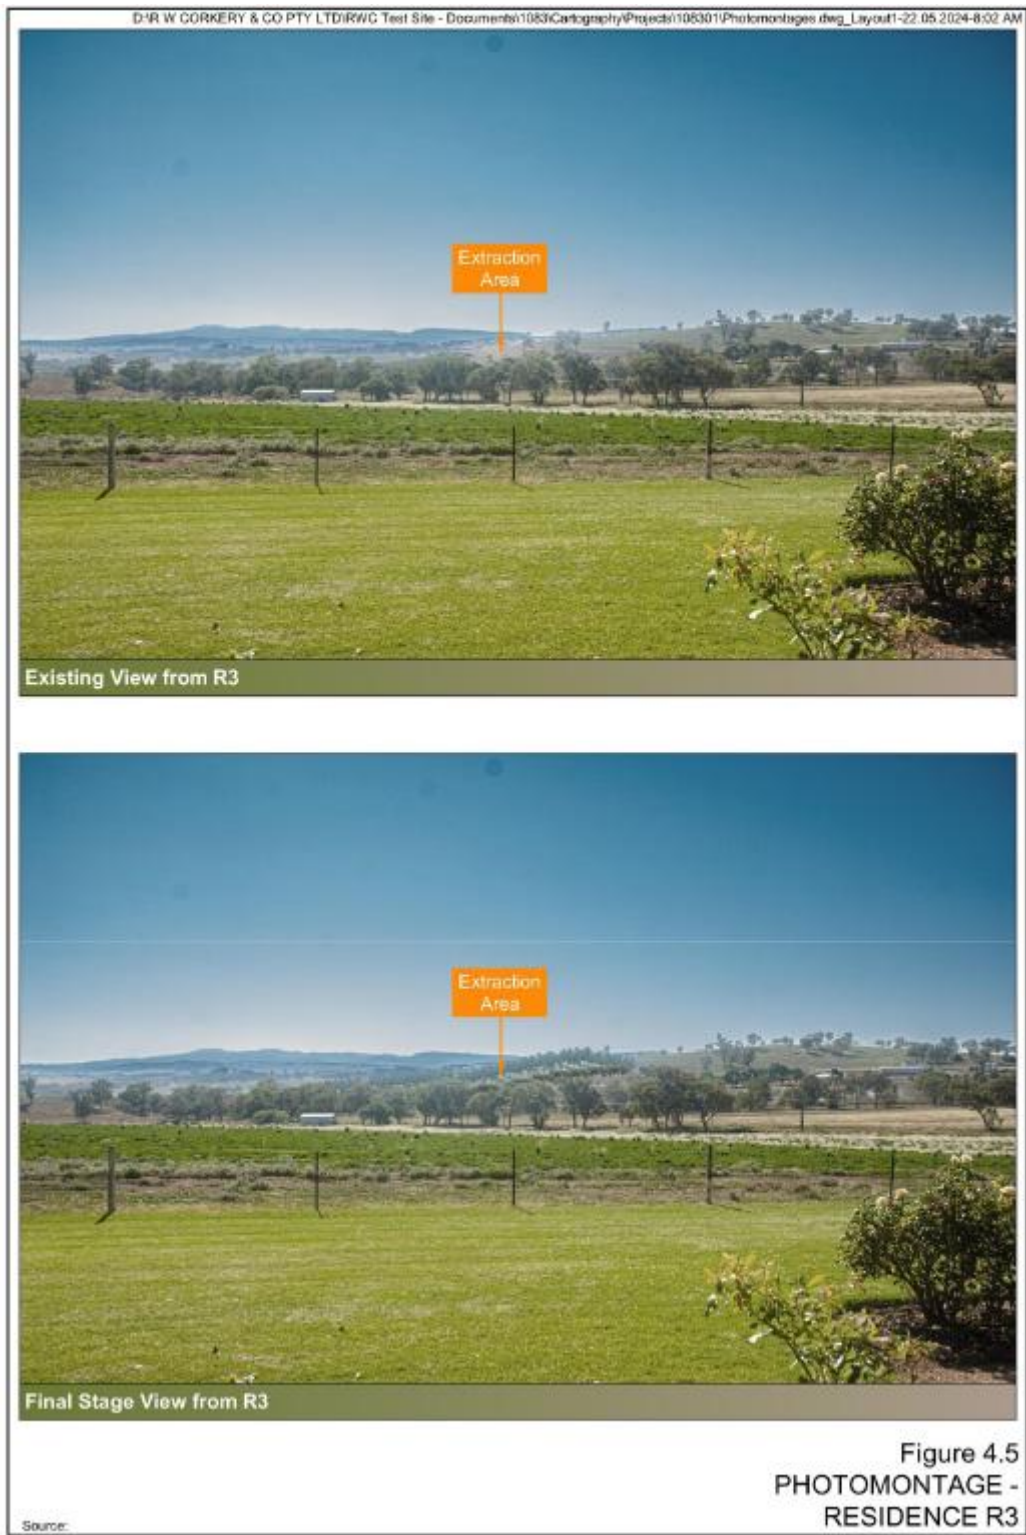 D:\R W CORKERY & CO PTY LTD\RWC Test Site - Documents\1083\Cartography\Projects\108301\Photomontages.dwg_Layout1-22.05.2024-8:02 AM
Extraction
Area
Existing View from R3
Extraction
Area
Final Stage View from R3
Figure 4.5
PHOTOMONTAGE -
RESIDENCE R3
Source: